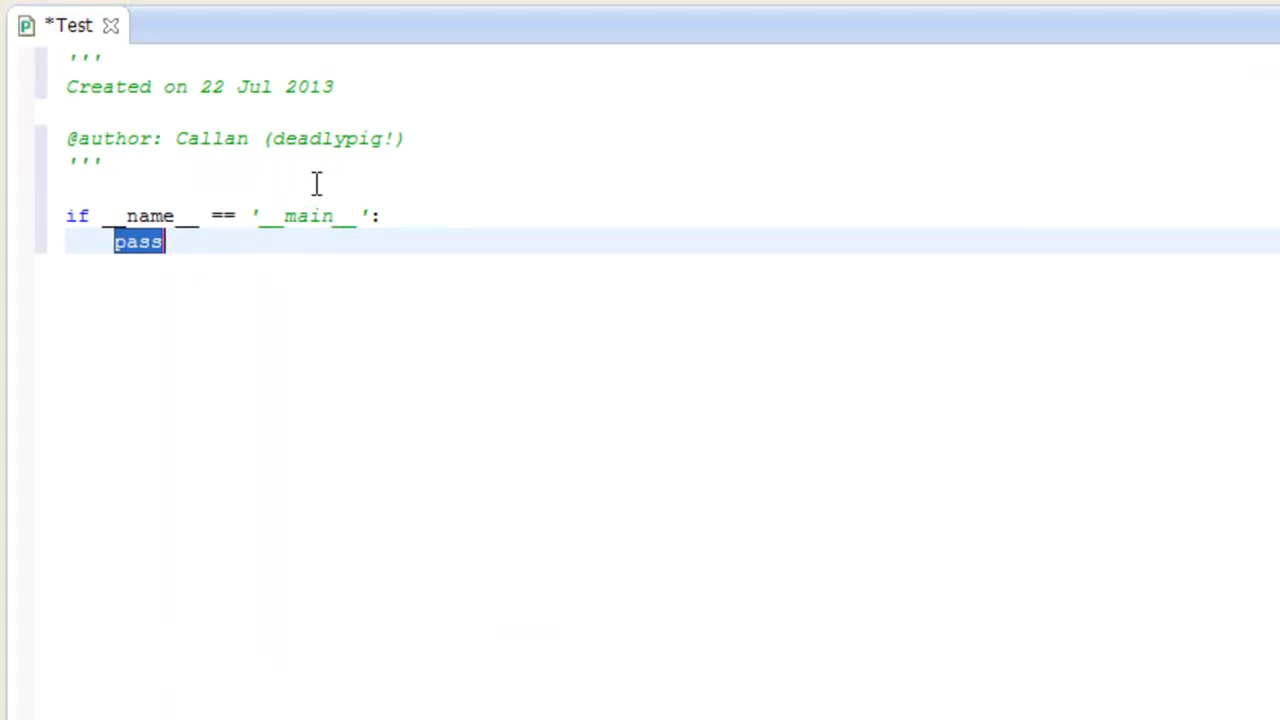 *Test
'''
Created on 22 Jul 2013
@author: Callan (deadlypig!)
'''
if __name__ == '__main__':
pass